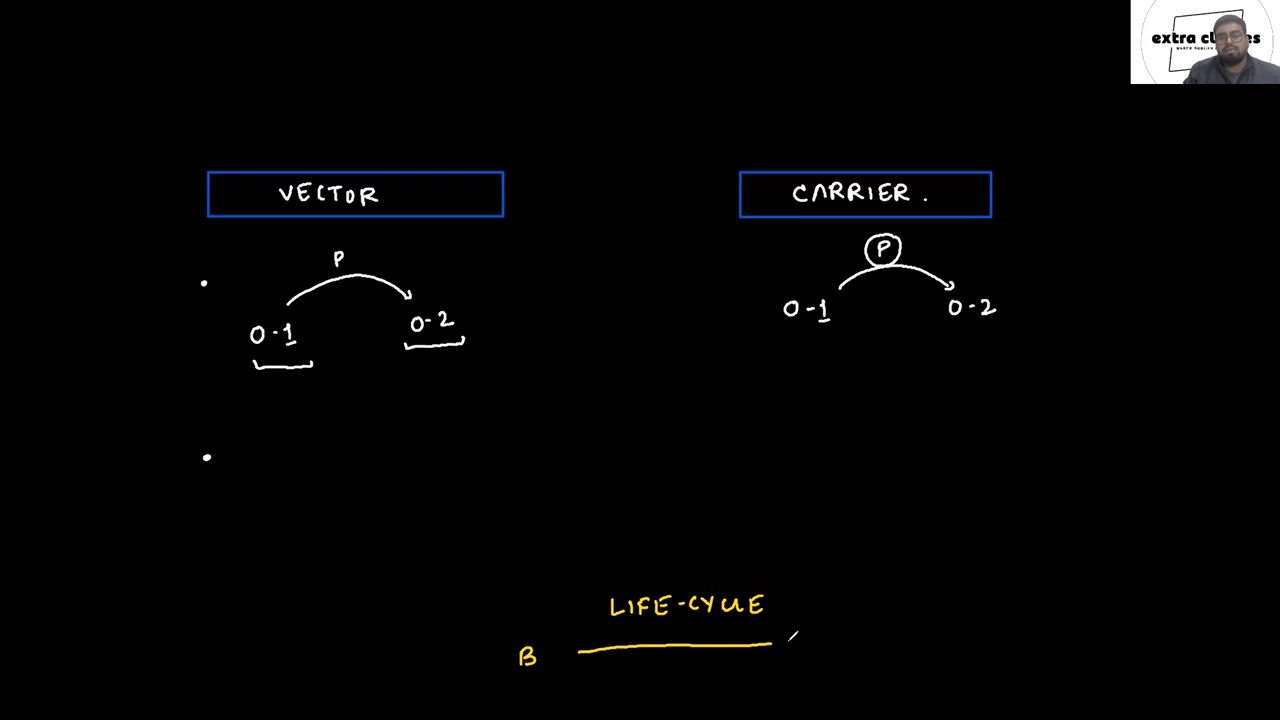 extra cl es
VECTOR
CARRIER.
P
P
O-1
O-2
O-1
O-2
LIFE-CYCLE
B